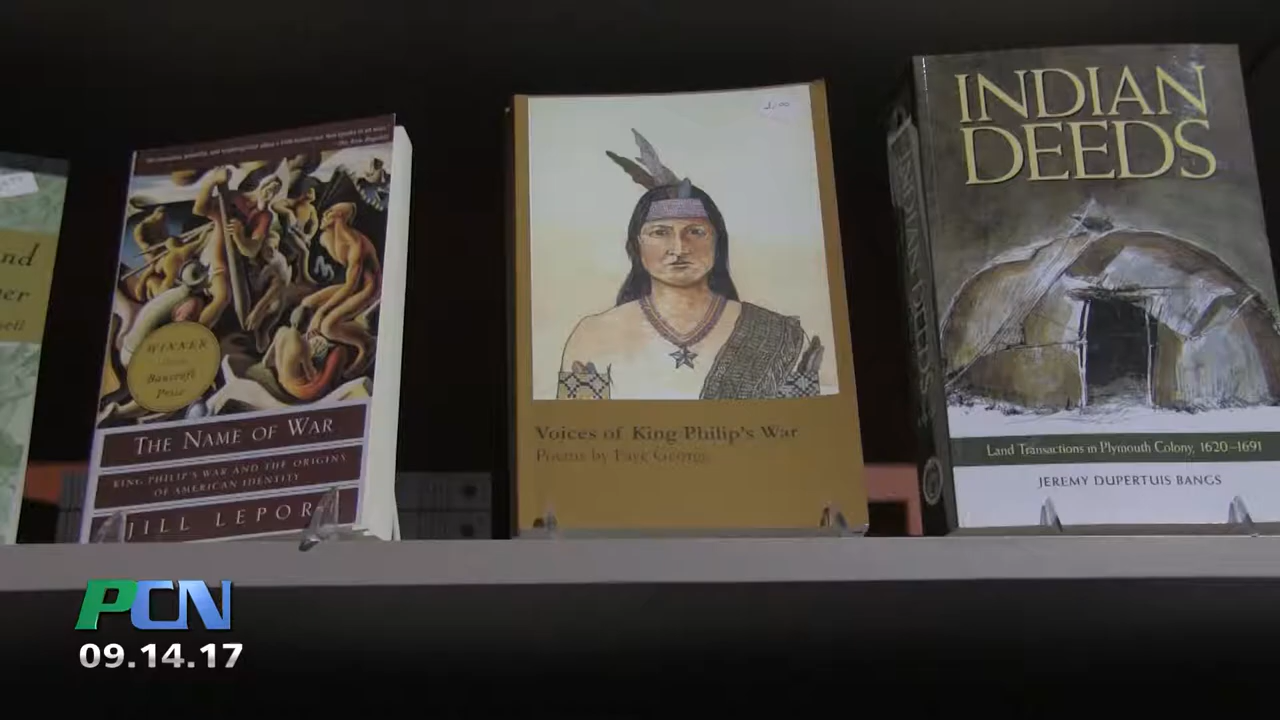 nd
er
The Name of War
King Philip's War and the Origins
of American Identity
Jill Lepor
WINNER
Bancroft
Prize
Voices of King Philip's War
Poems by Faye George
INDIAN
DEEDS
Land Transactions in Plymouth Colony, 1620–1691
JEREMY DUPERTUIS BANGS
INDIAN DEEDS
PCN
09.14.17